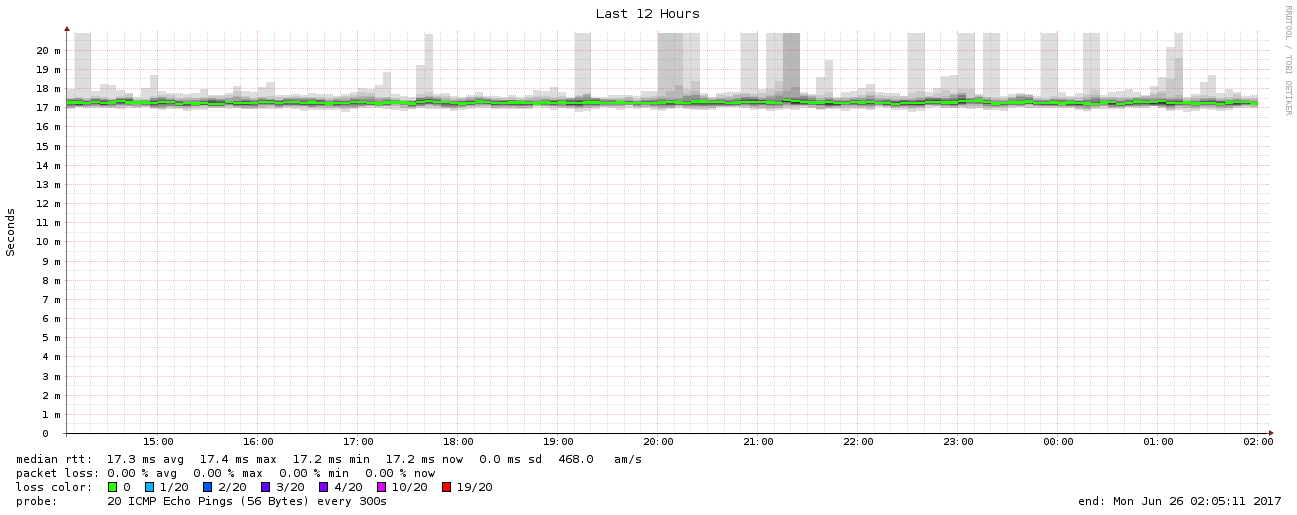 Last 12 Hours
RRDTOOL / TOBI OETIKER
Seconds
20 m
19 m
18 m
17 m
16 m
15 m
14 m
13 m
12 m
11 m
10 m
9 m
8 m
7 m
6 m
5 m
4 m
3 m
2 m
1 m
0
15:00 16:00 17:00 18:00 19:00 20:00 21:00 22:00 23:00 00:00 01:00 02:00
median rtt: 17.3 ms avg 17.4 ms max 17.2 ms min 17.2 ms now 0.0 ms sd 468.0 am/s
packet loss: 0.00 % avg 0.00 % max 0.00 % min 0.00 % now
loss color: 0 1/20 2/20 3/20 4/20 10/20 19/20
probe: 20 ICMP Echo Pings (56 Bytes) every 300s end: Mon Jun 26 02:05:11 2017